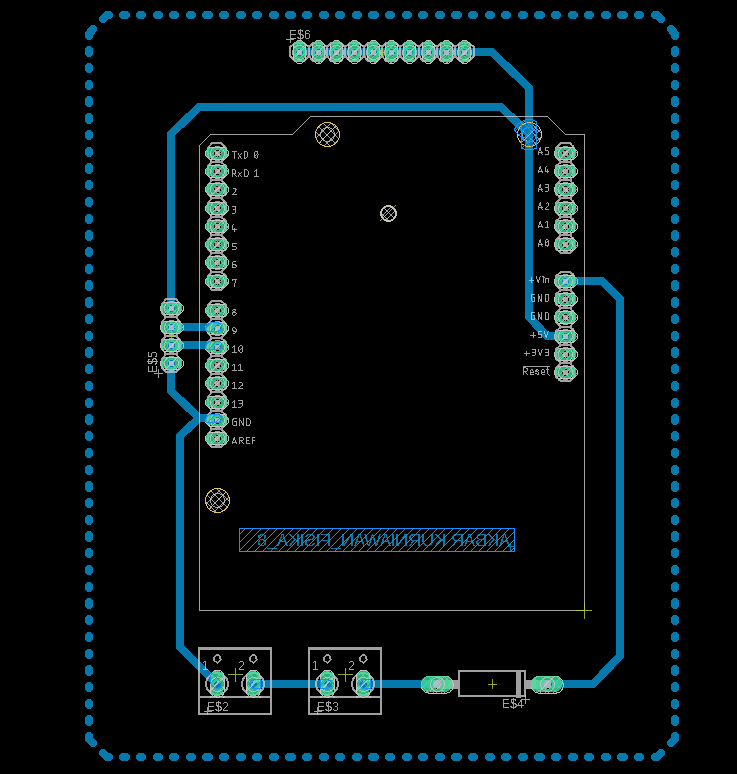 E$6
TxD 0
RxD 1
2
3
4
5
6
7
8
9
10
11
12
13
GND
AREF
A5
A4
A3
A2
A1
A0
+Vin
GND
GND
+5V
+3V3
Reset
E$5
AKBAR KURNIAWAN_FISIKA_8
1 2
1 2
E$2
E$3
E$4